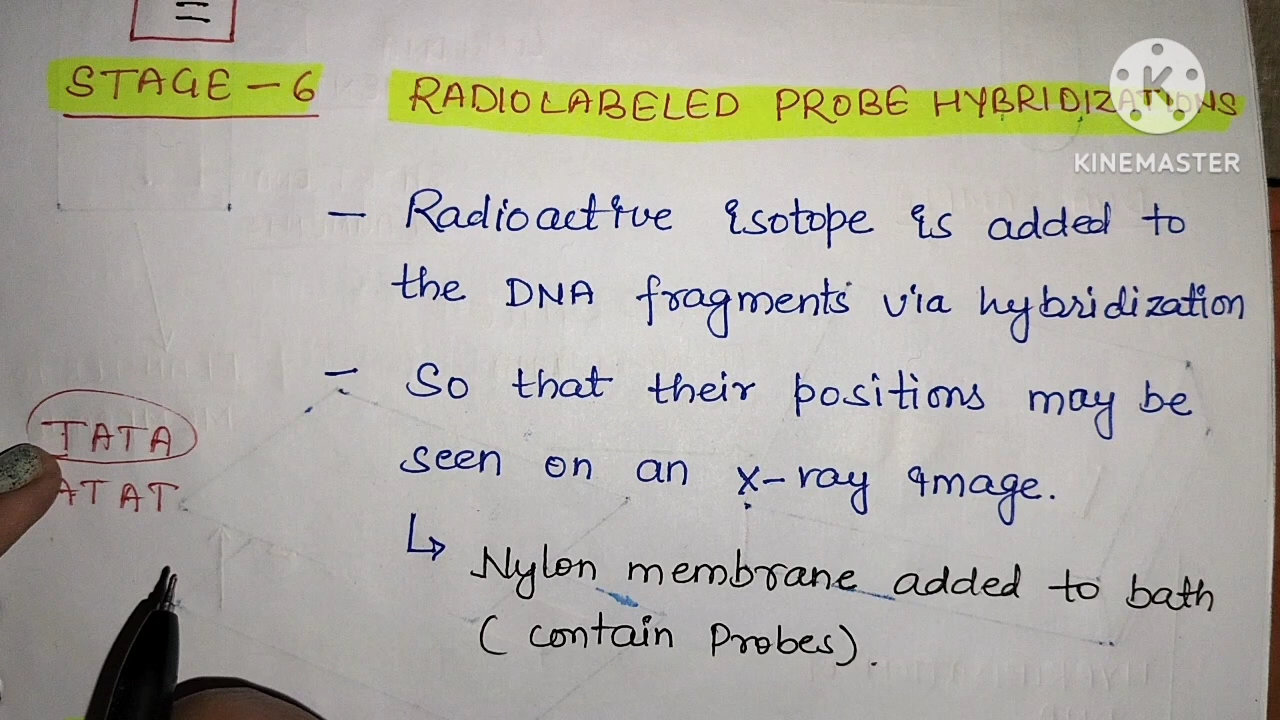 =
STAGE - 6 RADIOLABELED PROBE HYBRIDIZATIONS
K
KINEMASTER
- Radioactive isotope is added to
the DNA fragments via hybridization
- So that their positions may be
seen on an x-ray image.
TATA
ATAT
↳ Nylon membrane added to bath
( contain Probes).